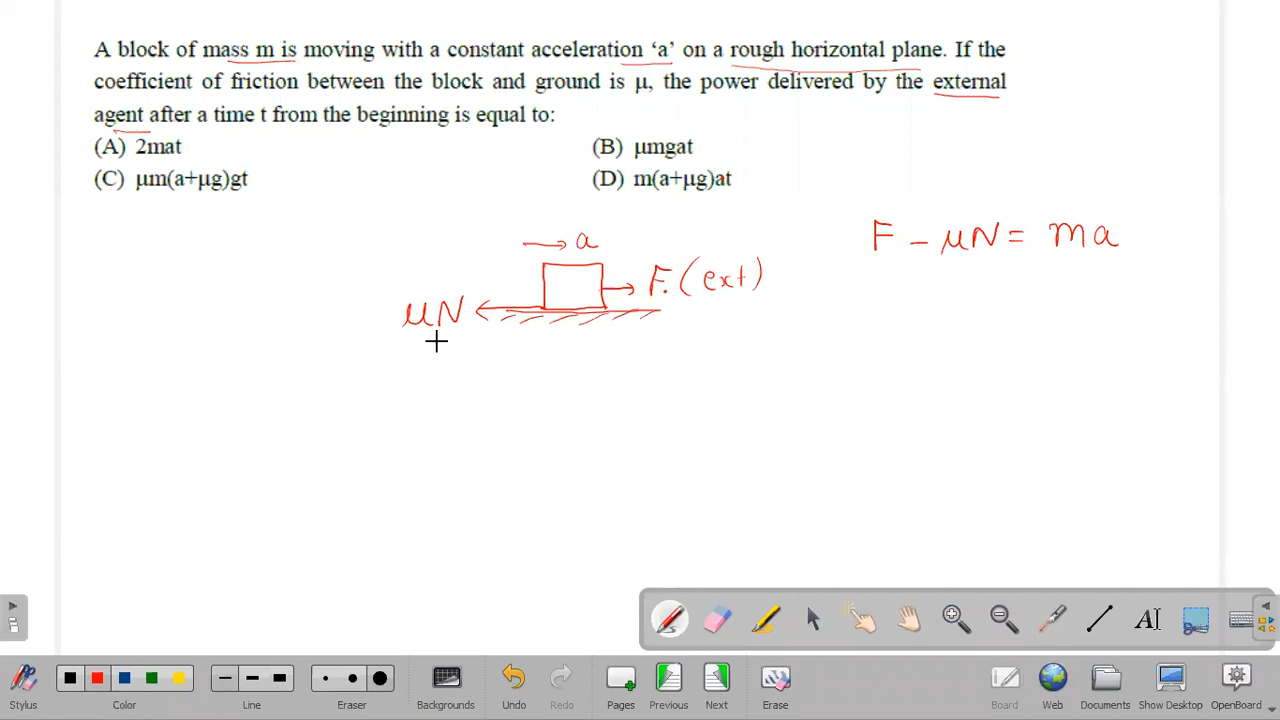 A block of mass m is moving with a constant acceleration ‘a’ on a rough horizontal plane. If the
coefficient of friction between the block and ground is μ, the power delivered by the external
agent after a time t from the beginning is equal to:
(A) 2mat (B) μmgat
(C) μm(a+μg)gt (D) m(a+μg)at
F - μN = ma
a
F. (ext)
μN
Stylus Color Line Eraser Backgrounds Undo Redo Pages Previous Next Erase Board Web Documents Show Desktop OpenBoard